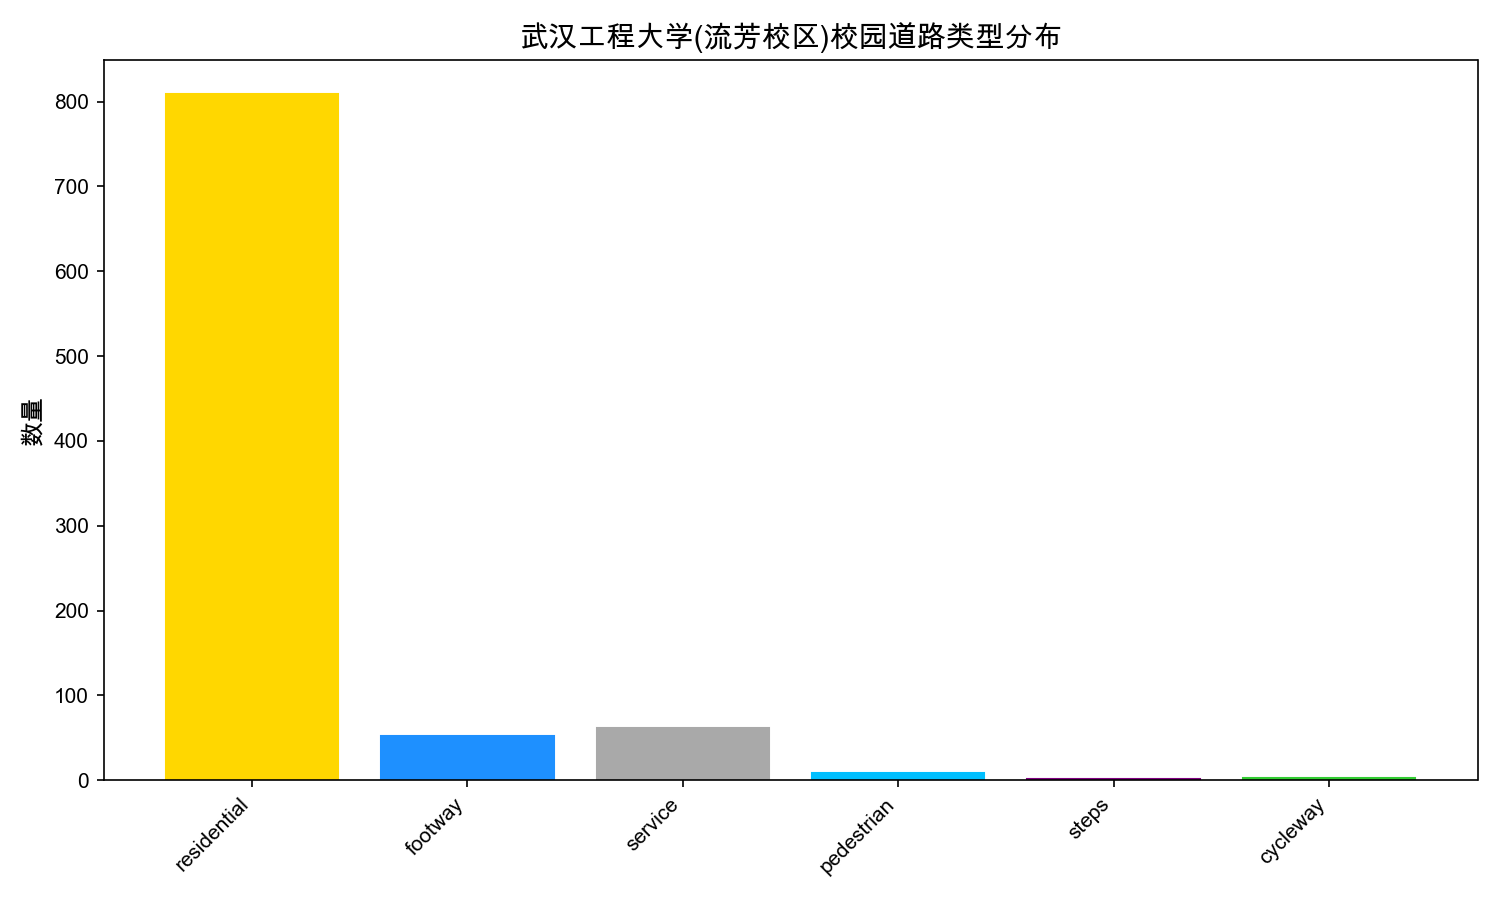 武汉工程大学(流芳校区)校园道路类型分布
数量
800
700
600
500
400
300
200
100
0
residential
footway
service
pedestrian
steps
cycleway